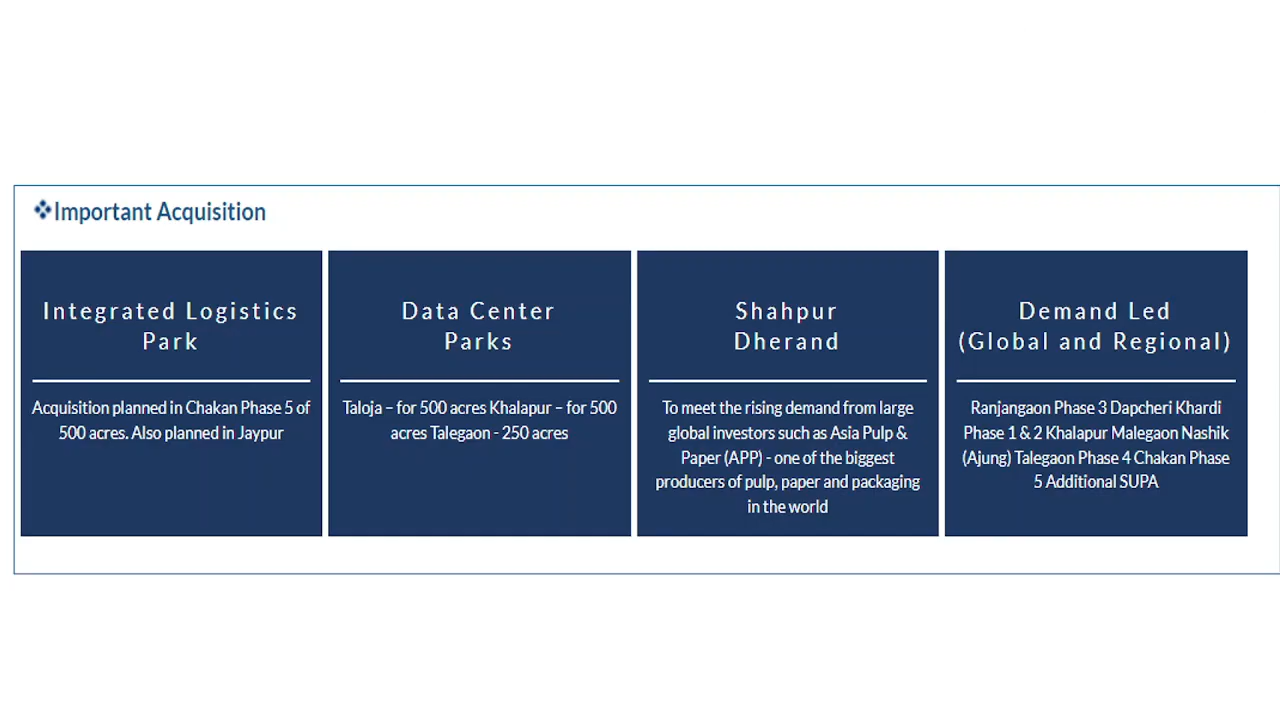 Important Acquisition
Integrated Logistics
Park
Acquisition planned in Chakan Phase 5 of
500 acres. Also planned in Jaypur
Data Center
Parks
Taloja – for 500 acres Khalapur – for 500
acres Talegaon - 250 acres
Shahpur
Dherand
To meet the rising demand from large
global investors such as Asia Pulp &
Paper (APP) - one of the biggest
producers of pulp, paper and packaging
in the world
Demand Led
(Global and Regional)
Ranjangaon Phase 3 Dapcheri Khardi
Phase 1 & 2 Khalapur Malegaon Nashik
(Ajung) Talegaon Phase 4 Chakan Phase
5 Additional SUPA